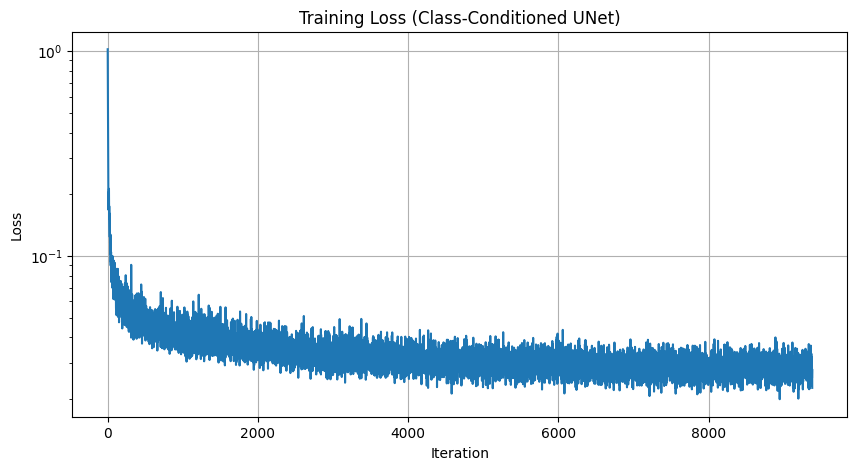 Training Loss (Class-Conditioned UNet)
10⁰
10⁻¹
Loss
0 2000 4000 6000 8000
Iteration